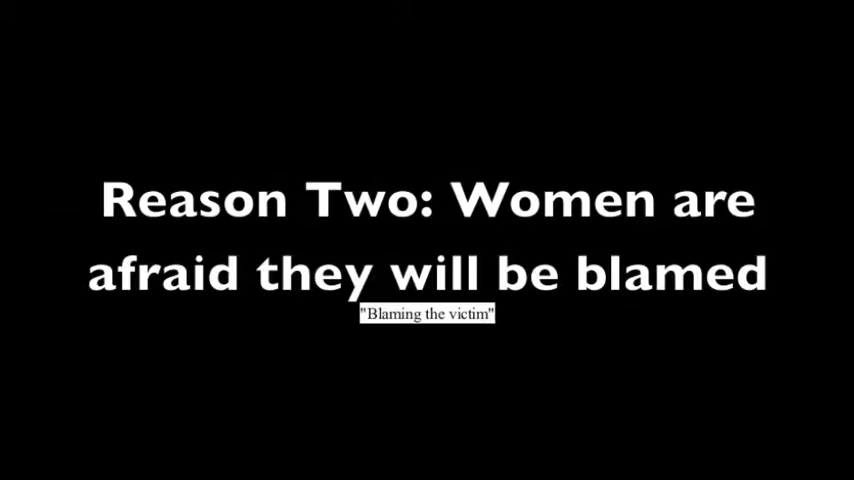 Reason Two: Women are
afraid they will be blamed
"Blaming the victim"